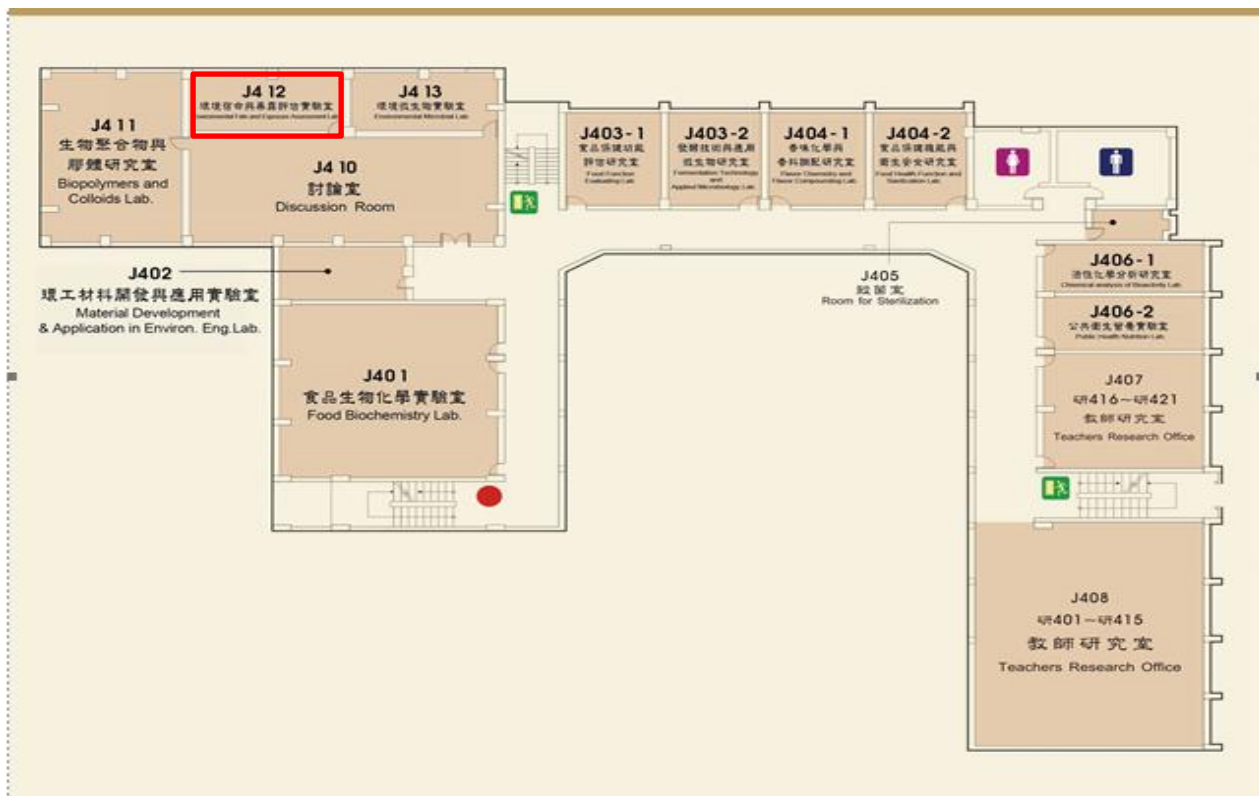 J4 11
生物聚合物與
膠體研究室
Biopolymers and
Colloids Lab.
J4 12
環境宿命與暴露評估實驗室
Environmental Fate and Exposure Assessment Lab.
J4 13
環境微生物實驗室
Environmental Microbial Lab.
J4 10
討論室
Discussion Room
J402
環工材料開發與應用實驗室
Material Development
& Application in Environ. Eng.Lab.
J401
食品生物化學實驗室
Food Biochemistry Lab.
J403-1
食品保健功能
評估研究室
Food Function
Evaluating Lab.
J403-2
發酵技術與應用
微生物研究室
Fermentation Technology
and
Applied Microbiology Lab.
J404-1
香味化學與
香料調配研究室
Flavor Chemistry and
Flavor Compounding Lab.
J404-2
食品保健機能與
衛生安全研究室
Food Health Function and
Sanitication Lab.
J405
殺菌室
Room for Sterilization
J406-1
活性化學分析研究室
Chemical analysis of Bioactivity Lab.
J406-2
公共衛生營養實驗室
Public Health Nutrition Lab.
J407
研416~研421
教師研究室
Teachers Research Office
J408
研401~研415
教師研究室
Teachers Research Office